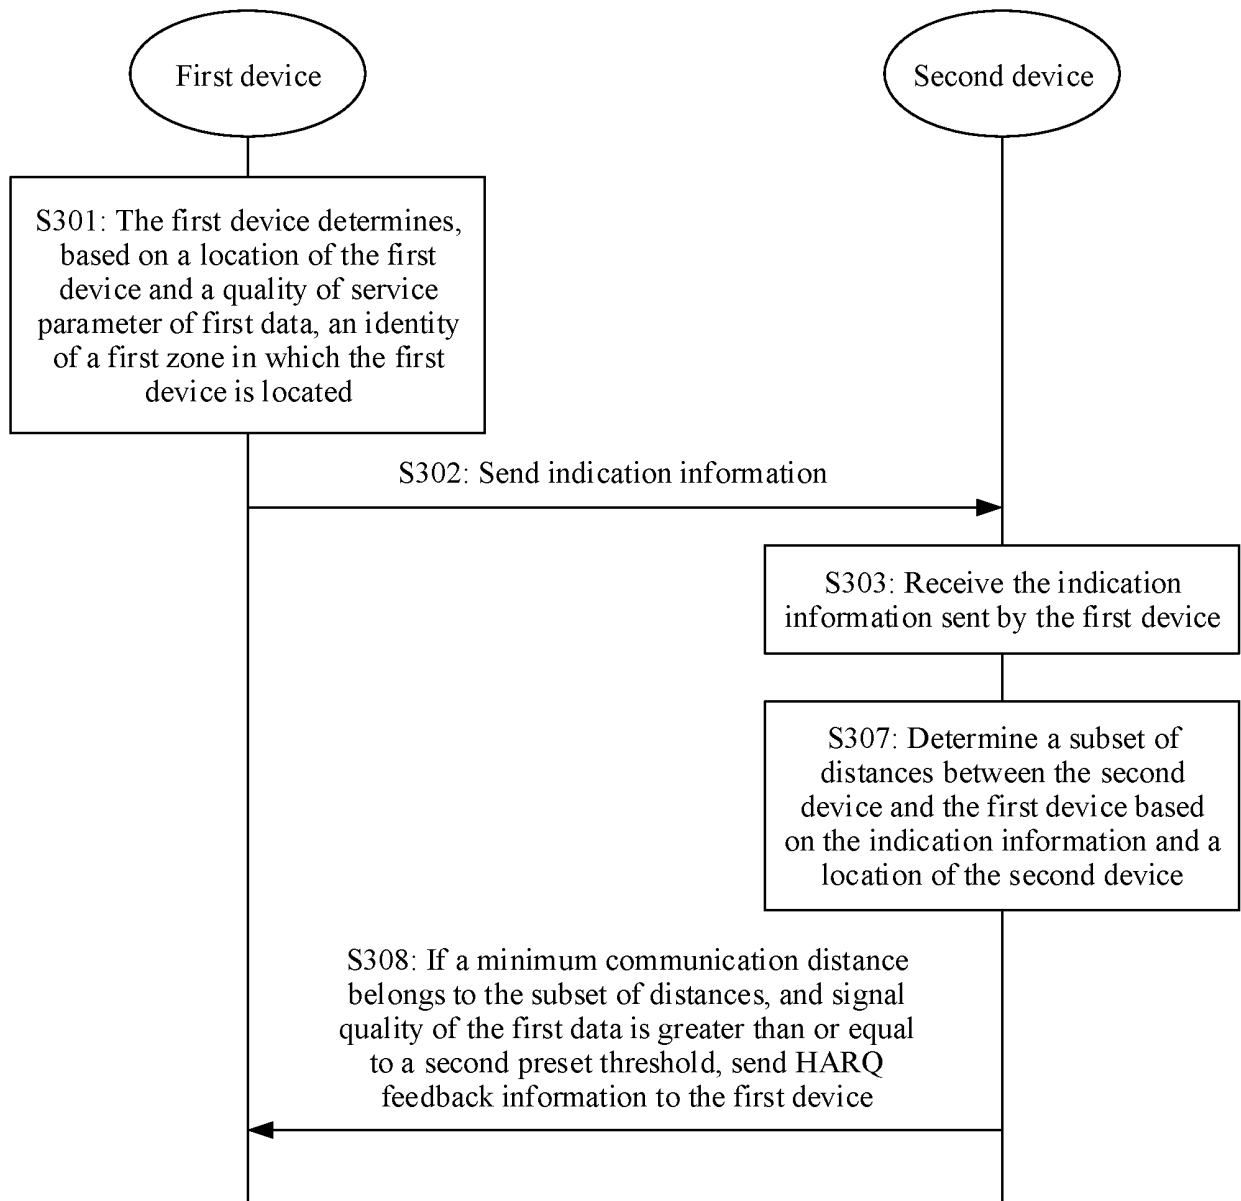 First device
Second device
S301: The first device determines,
based on a location of the first
device and a quality of service
parameter of first data, an identity
of a first zone in which the first
device is located
S302: Send indication information
S303: Receive the indication
information sent by the first device
S307: Determine a subset of
distances between the second
device and the first device based
on the indication information and a
location of the second device
S308: If a minimum communication distance
belongs to the subset of distances, and signal
quality of the first data is greater than or equal
to a second preset threshold, send HARQ
feedback information to the first device